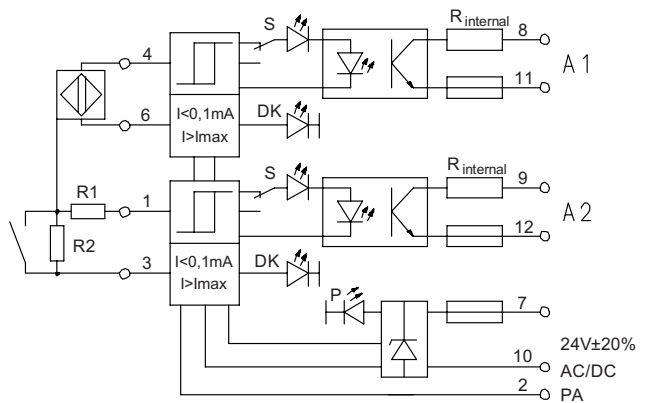 S
R internal
8
4
A1
11
6
I<0,1mA
I>Imax
DK
S
R internal
9
R1
1
A2
12
R2
3
I<0,1mA
I>Imax
DK
P
7
24V±20%
10
AC/DC
2
PA